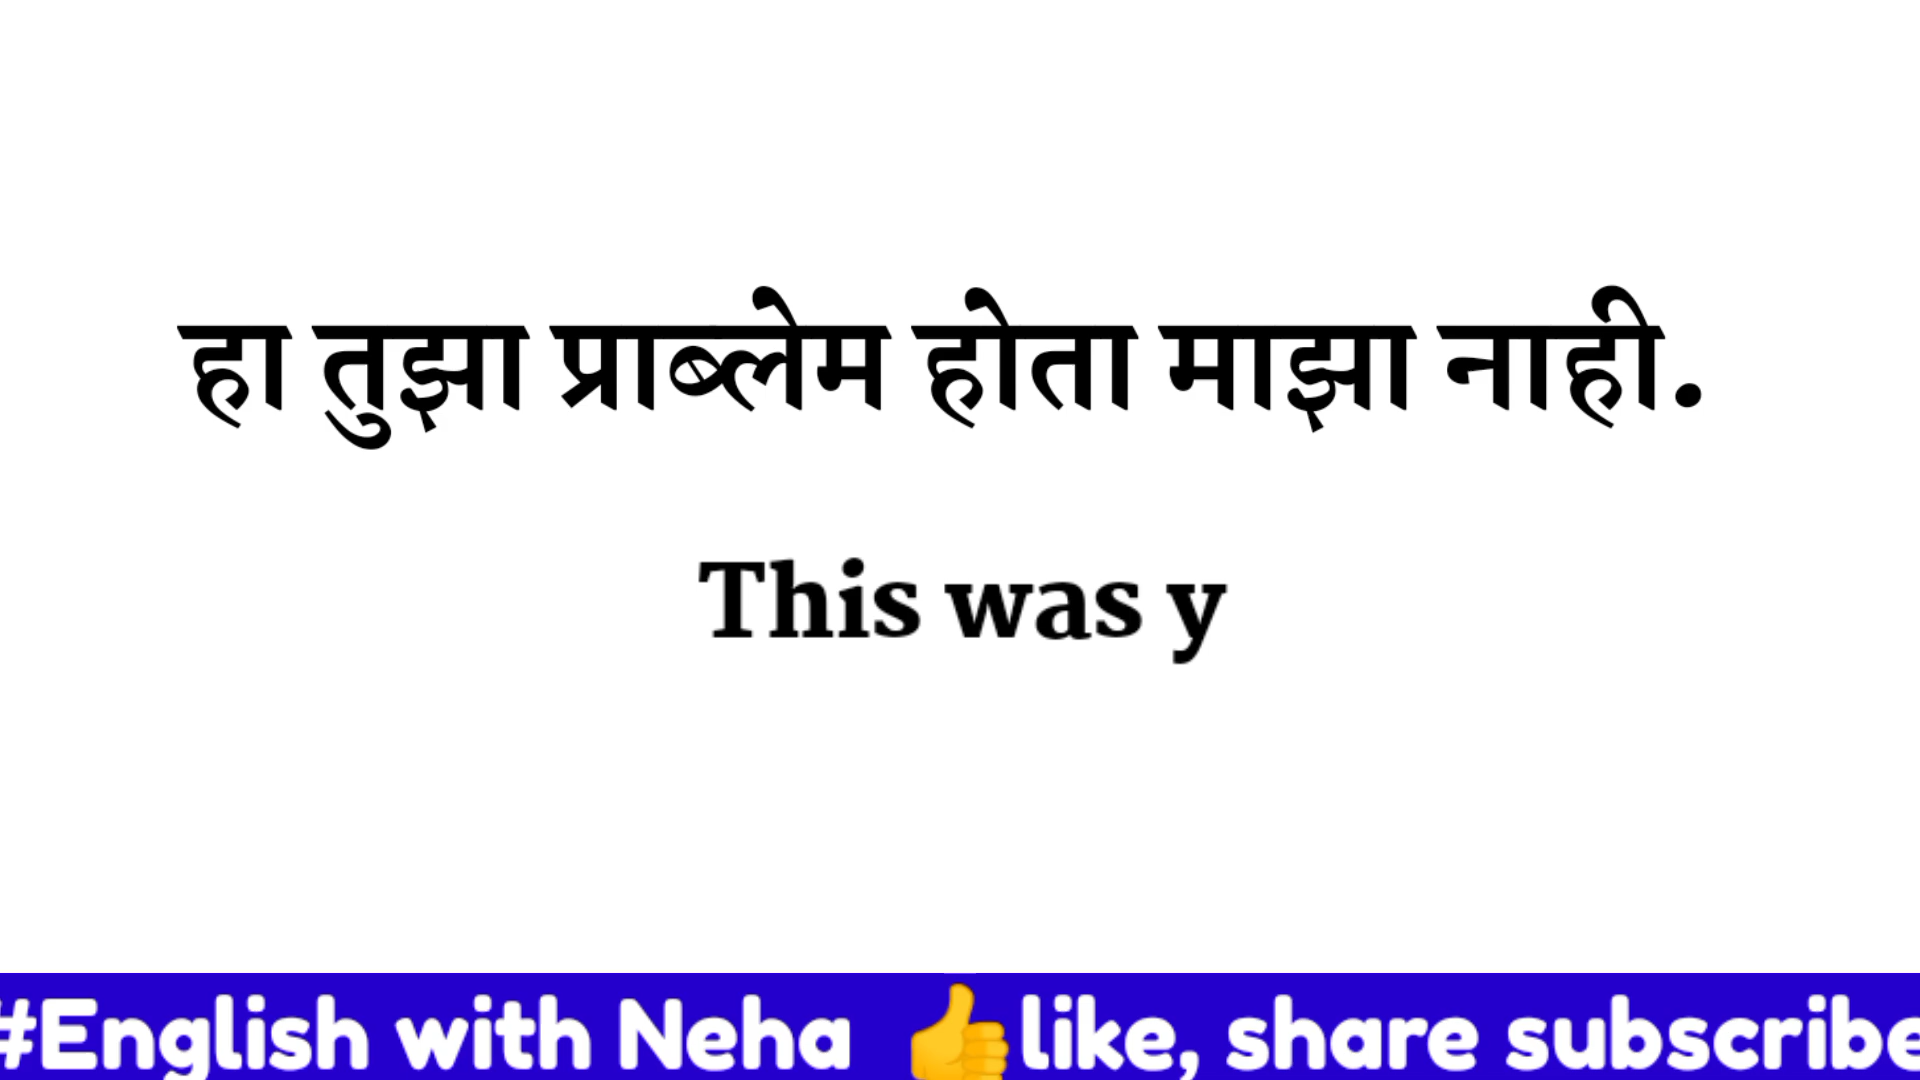 हा तुझा प्राब्लेम होता माझा नाही.
This was y
#English with Neha 👍like, share subscribe